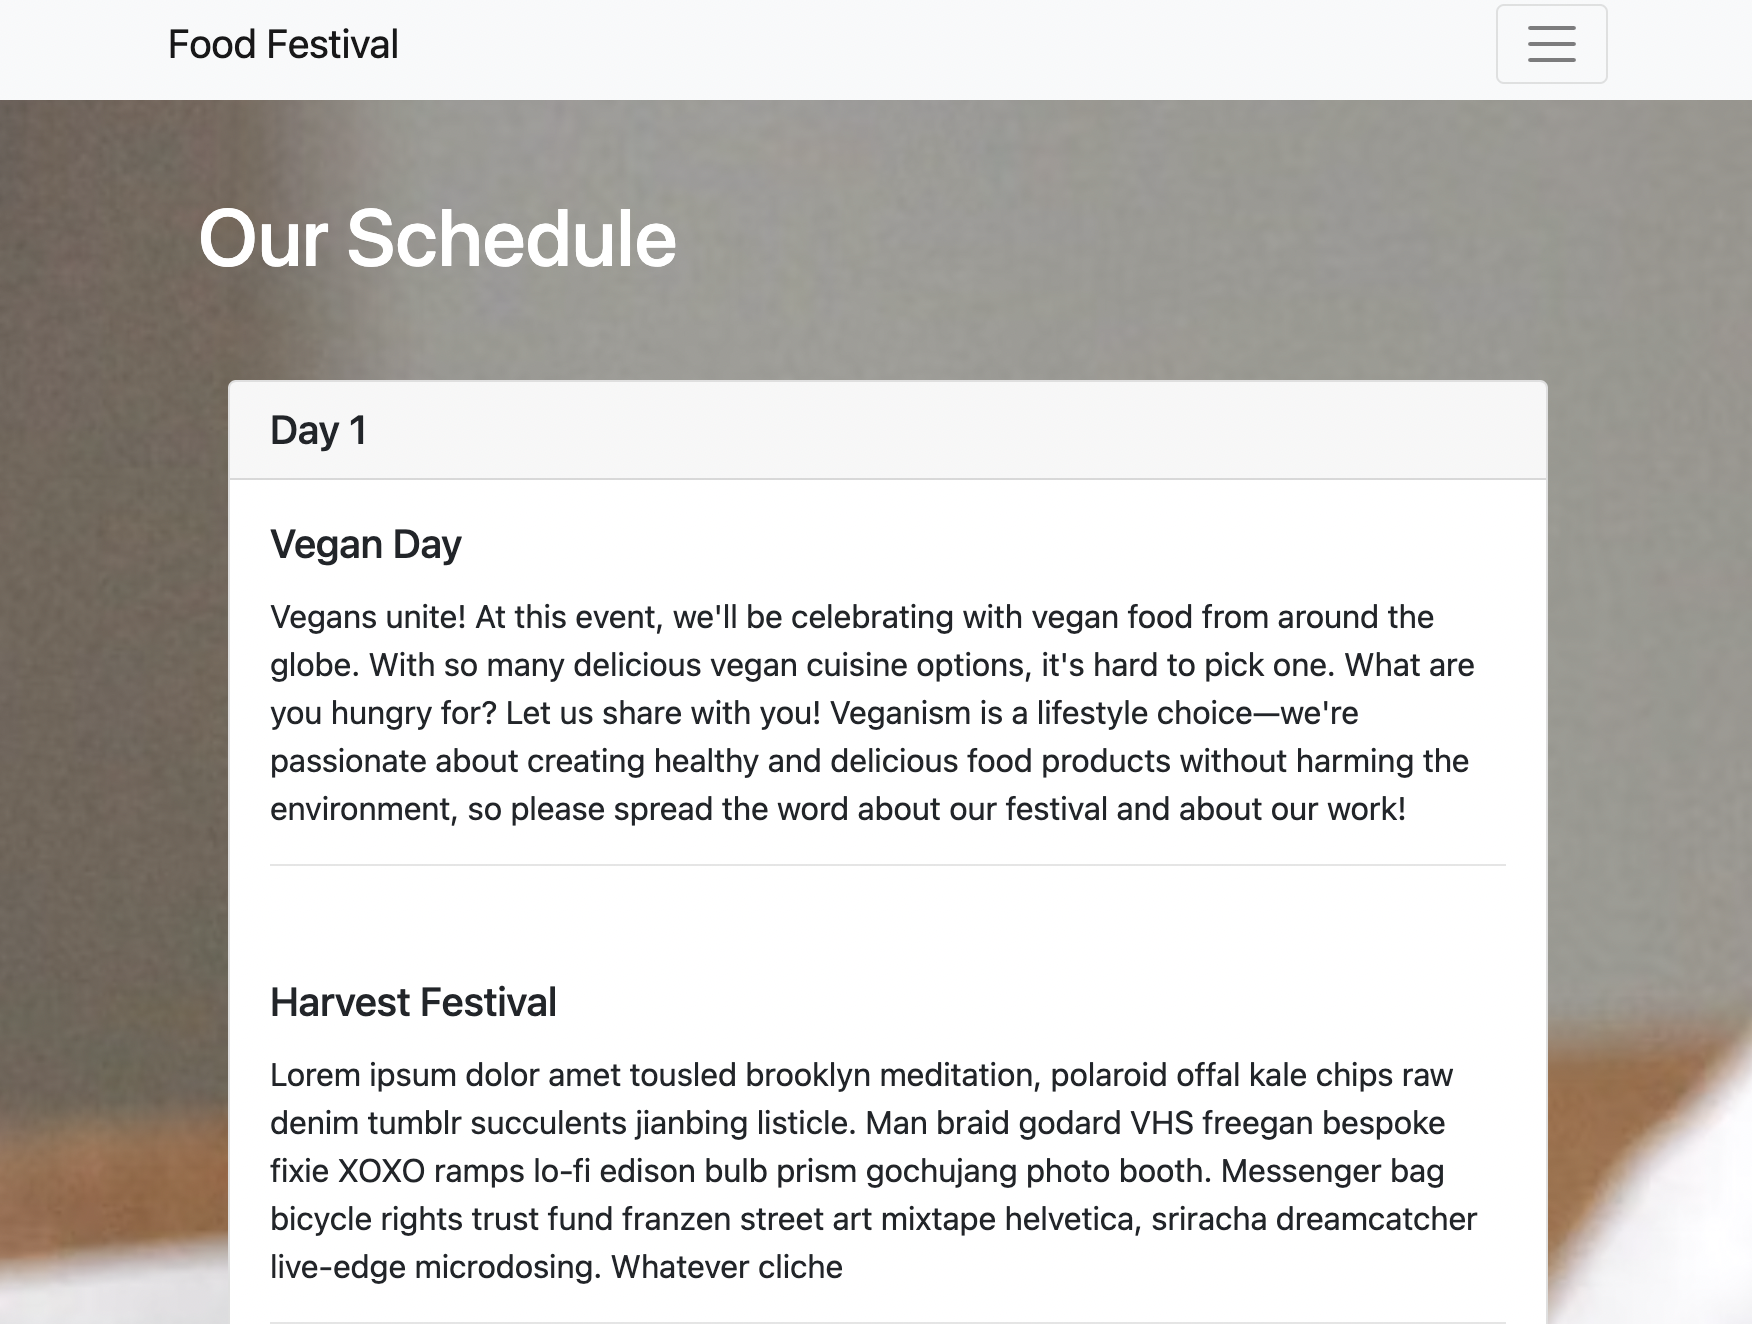 Food Festival
Our Schedule
Day 1
Vegan Day
Vegans unite! At this event, we'll be celebrating with vegan food from around the
globe. With so many delicious vegan cuisine options, it's hard to pick one. What are
you hungry for? Let us share with you! Veganism is a lifestyle choice—we're
passionate about creating healthy and delicious food products without harming the
environment, so please spread the word about our festival and about our work!
Harvest Festival
Lorem ipsum dolor amet tousled brooklyn meditation, polaroid offal kale chips raw
denim tumblr succulents jianbing listicle. Man braid godard VHS freegan bespoke
fixie XOXO ramps lo-fi edison bulb prism gochujang photo booth. Messenger bag
bicycle rights trust fund franzen street art mixtape helvetica, sriracha dreamcatcher
live-edge microdosing. Whatever cliche